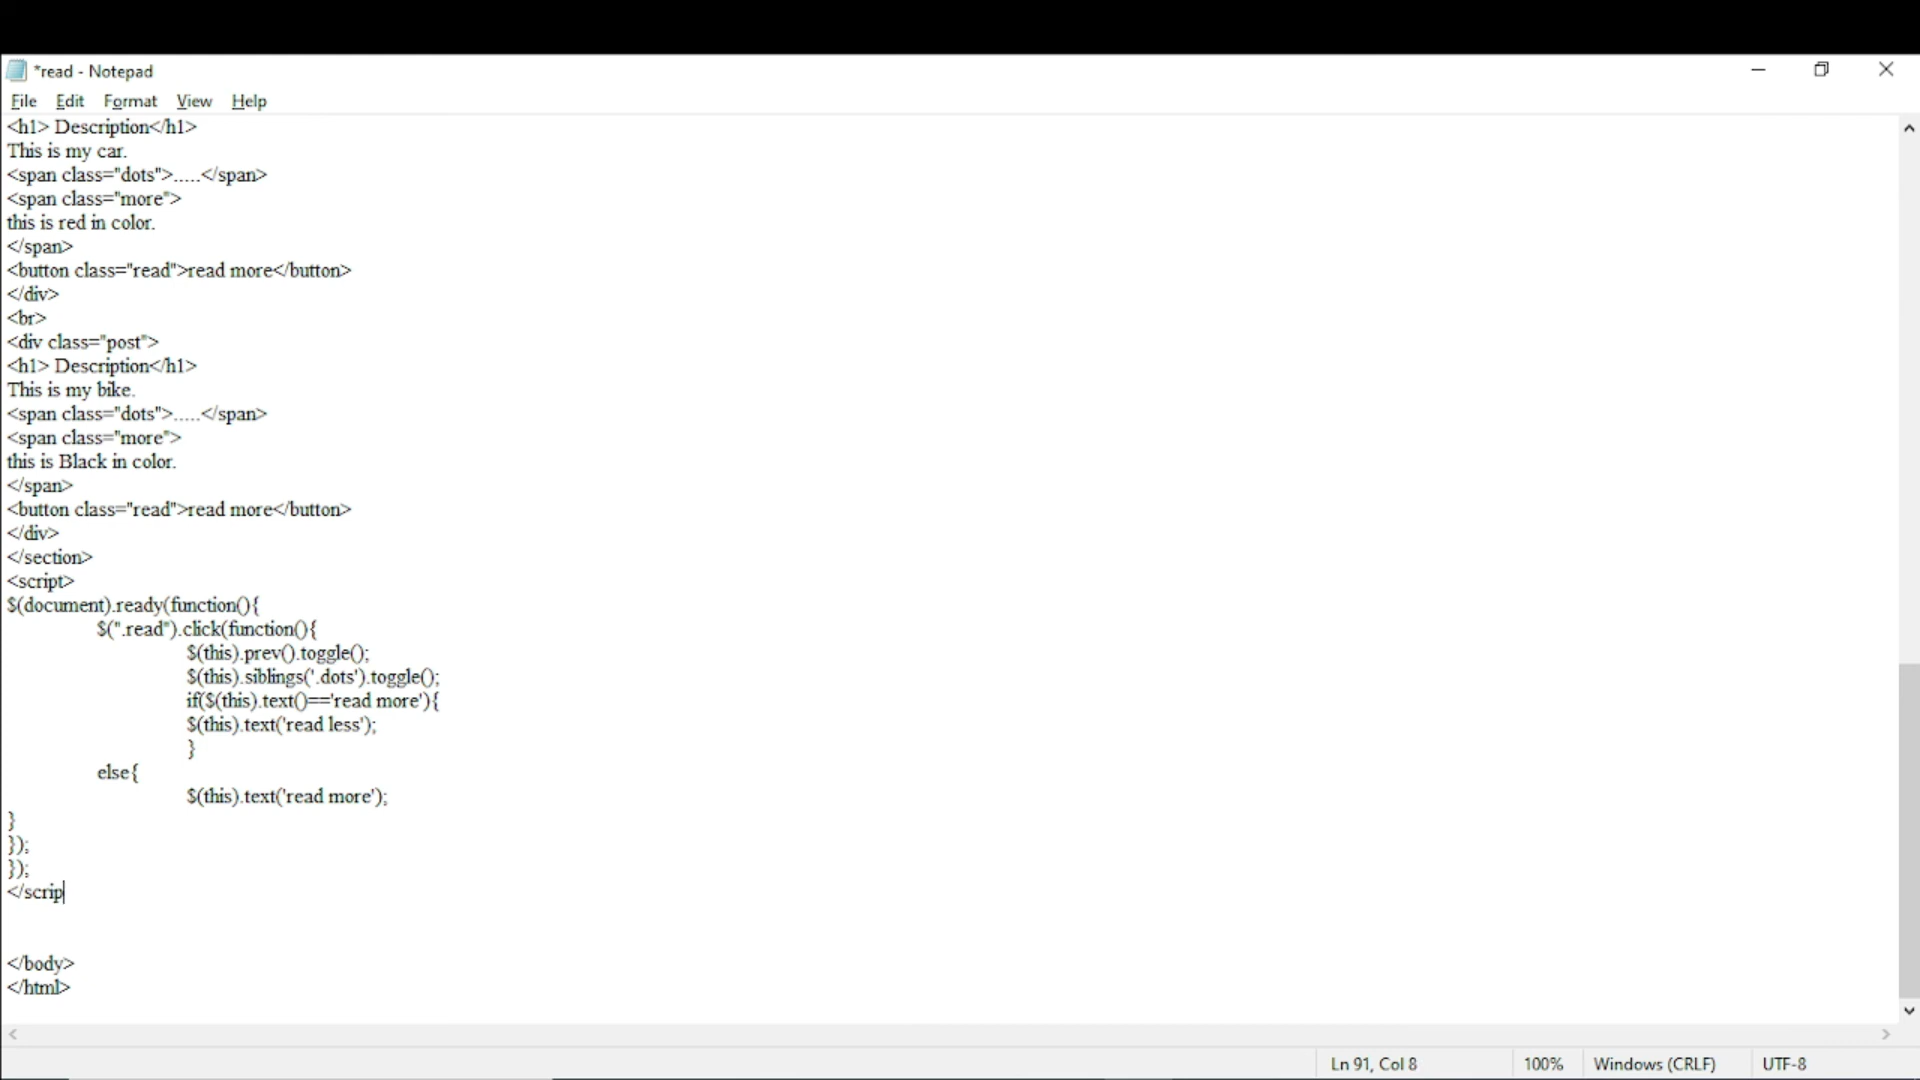 *read - Notepad
File Edit Format View Help
<h1> Description</h1>
This is my car.
<span class="dots">.....</span>
<span class="more">
this is red in color.
</span>
<button class="read">read more</button>
</div>
<br>
<div class="post">
<h1> Description</h1>
This is my bike.
<span class="dots">.....</span>
<span class="more">
this is Black in color.
</span>
<button class="read">read more</button>
</div>
</section>
<script>
$(document).ready(function(){
$(".read").click(function(){
$(this).prev().toggle();
$(this).siblings('.dots').toggle();
if($(this).text()=='read more'){
$(this).text('read less');
}
else{
$(this).text('read more');
}
});
});
</scrip
</body>
</html>
Ln 91, Col 8 100% Windows (CRLF) UTF-8